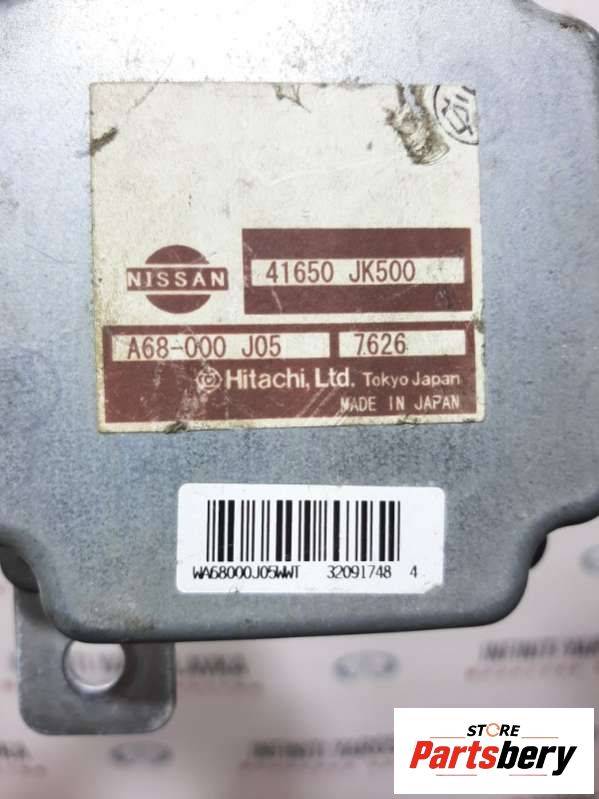 NISSAN
41650 JK500
A68-000 J05
7626
Hitachi, Ltd. Tokyo Japan
MADE IN JAPAN
WA68000J05WWT 32091748 4
STORE
Partsbery